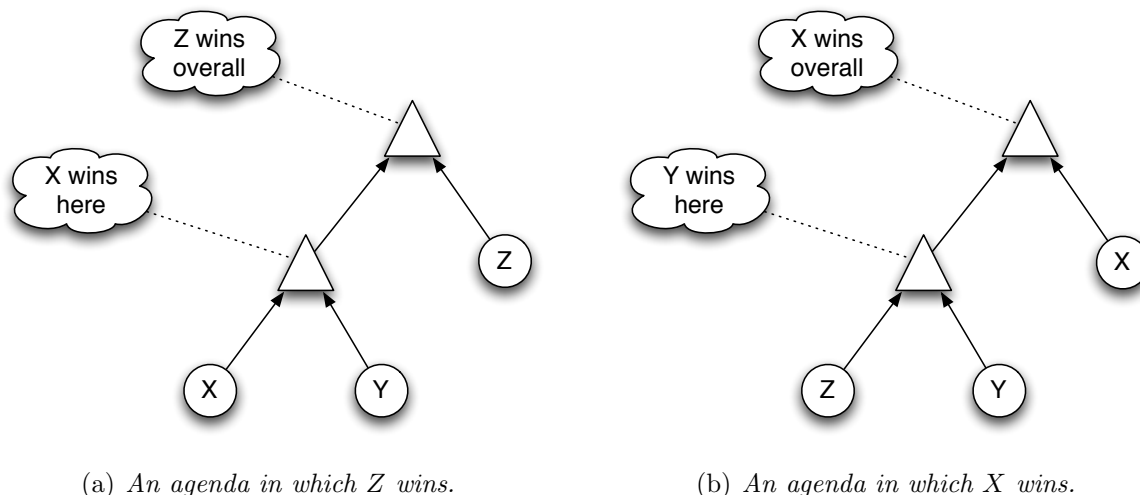 Z wins
overall
X wins
here
Z
X
Y
(a) An agenda in which Z wins.
X wins
overall
Y wins
here
X
Z
Y
(b) An agenda in which X wins.